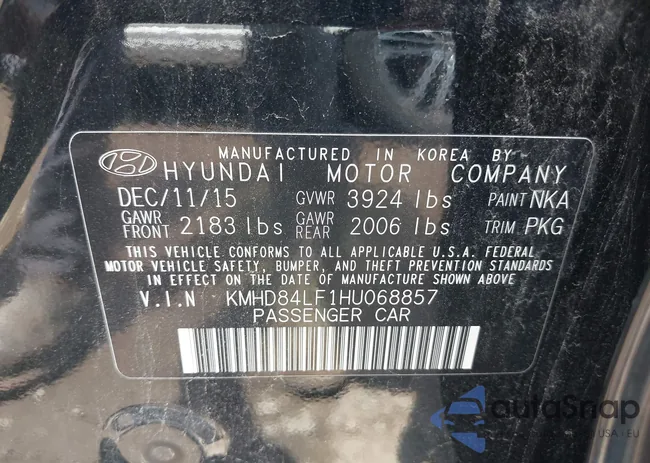 MANUFACTURED IN KOREA BY
HYUNDAI MOTOR COMPANY
DEC/11/15 GVWR 3924 lbs PAINT NKA
GAWR FRONT 2183 lbs GAWR REAR 2006 lbs TRIM PKG
THIS VEHICLE CONFORMS TO ALL APPLICABLE U.S.A. FEDERAL
MOTOR VEHICLE SAFETY, BUMPER, AND THEFT PREVENTION STANDARDS
IN EFFECT ON THE DATE OF MANUFACTURE SHOWN ABOVE
V.I.N KMHD84LF1HU068857
PASSENGER CAR
autoSnap
USA - EU